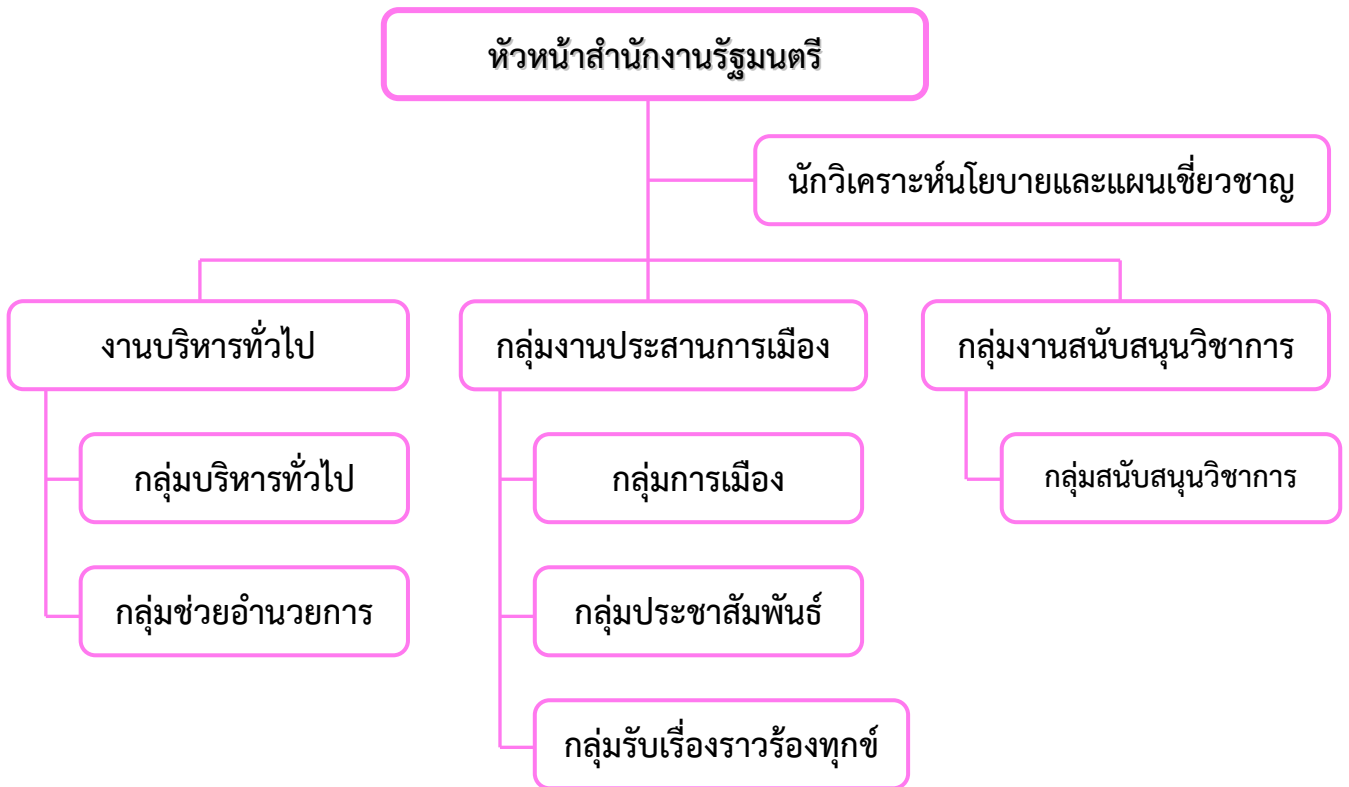 หัวหน้าสำนักงานรัฐมนตรี
นักวิเคราะห์นโยบายและแผนเชี่ยวชาญ
งานบริหารทั่วไป
กลุ่มงานประสานการเมือง
กลุ่มงานสนับสนุนวิชาการ
กลุ่มบริหารทั่วไป
กลุ่มการเมือง
กลุ่มสนับสนุนวิชาการ
กลุ่มช่วยอำนวยการ
กลุ่มประชาสัมพันธ์
กลุ่มรับเรื่องราวร้องทุกข์